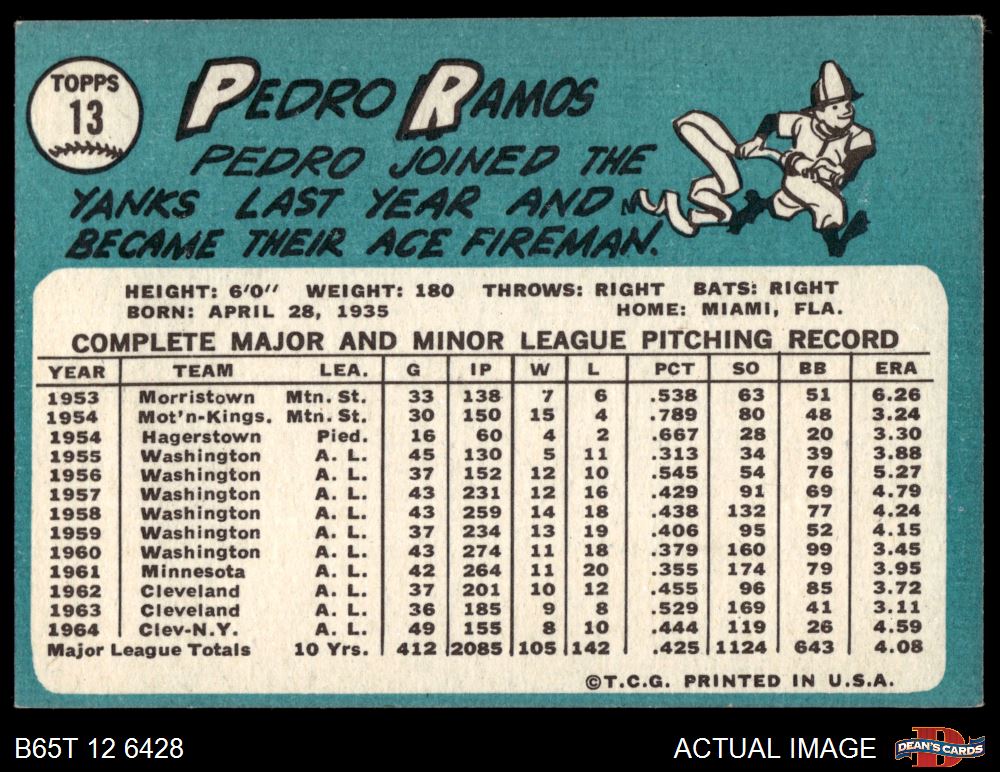 TOPPS
13
PEDRO RAMOS
PEDRO JOINED THE
YANKS LAST YEAR AND
BECAME THEIR ACE FIREMAN.
HEIGHT: 6'0" WEIGHT: 180 THROWS: RIGHT BATS: RIGHT
BORN: APRIL 28, 1935 HOME: MIAMI, FLA.
COMPLETE MAJOR AND MINOR LEAGUE PITCHING RECORD
YEAR TEAM LEA. G IP W L PCT SO BB ERA
1953 Morristown Mtn. St. 33 138 7 6 .538 63 51 6.26
1954 Mot'n-Kings. Mtn. St. 30 150 15 4 .789 80 48 3.24
1954 Hagerstown Pied. 16 60 4 2 .667 28 20 3.30
1955 Washington A. L. 45 130 5 11 .313 34 39 3.88
1956 Washington A. L. 37 152 12 10 .545 54 76 5.27
1957 Washington A. L. 43 231 12 16 .429 91 69 4.79
1958 Washington A. L. 43 259 14 18 .438 132 77 4.24
1959 Washington A. L. 37 234 13 19 .406 95 52 4.15
1960 Washington A. L. 43 274 11 18 .379 160 99 3.45
1961 Minnesota A. L. 42 264 11 20 .355 174 79 3.95
1962 Cleveland A. L. 37 201 10 12 .455 96 85 3.72
1963 Cleveland A. L. 36 185 9 8 .529 169 41 3.11
1964 Clev-N.Y. A. L. 49 155 8 10 .444 119 26 4.59
Major League Totals 10 Yrs. 412 2085 105 142 .425 1124 643 4.08
©T.C.G. PRINTED IN U.S.A.
B65T 12 6428 ACTUAL IMAGE
D
DEAN'S CARDS